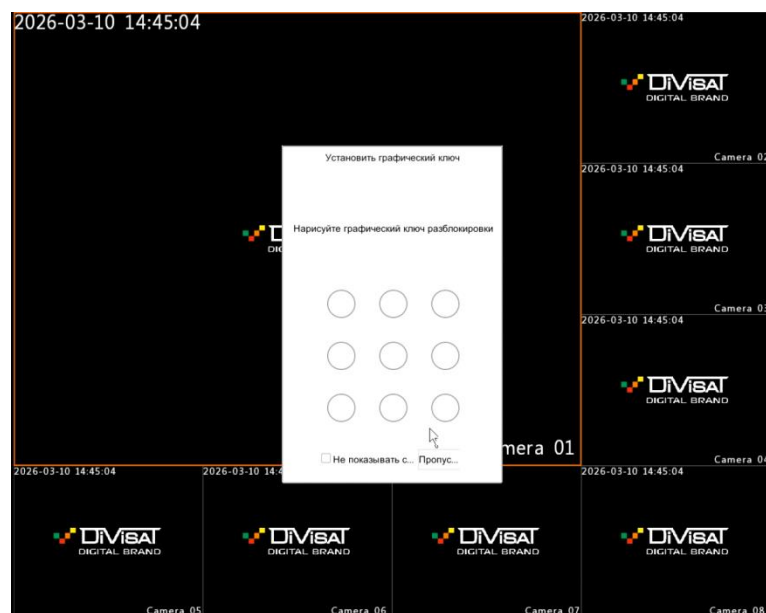 2026-03-10 14:45:04
2026-03-10 14:45:04
DiViSAT
DIGITAL BRAND
Camera 02
2026-03-10 14:45:04
Установить графический ключ
Нарисуйте графический ключ разблокировки
DiViSAT
DIGITAL BRAND
Camera 03
2026-03-10 14:45:04
DiViSAT
DIGITAL BRAND
mera 01
Не показывать с... Пропус...
Camera 04
2026-03-10 14:45:04
2026-03-10 14:4
2026-03-10 14:45:04
DiViSAT
DIGITAL BRAND
DiViSAT
DIGITAL BRAND
DiViSAT
DIGITAL BRAND
DiViSAT
DIGITAL BRAND
Camera 05
Camera 06
Camera 07
Camera 08